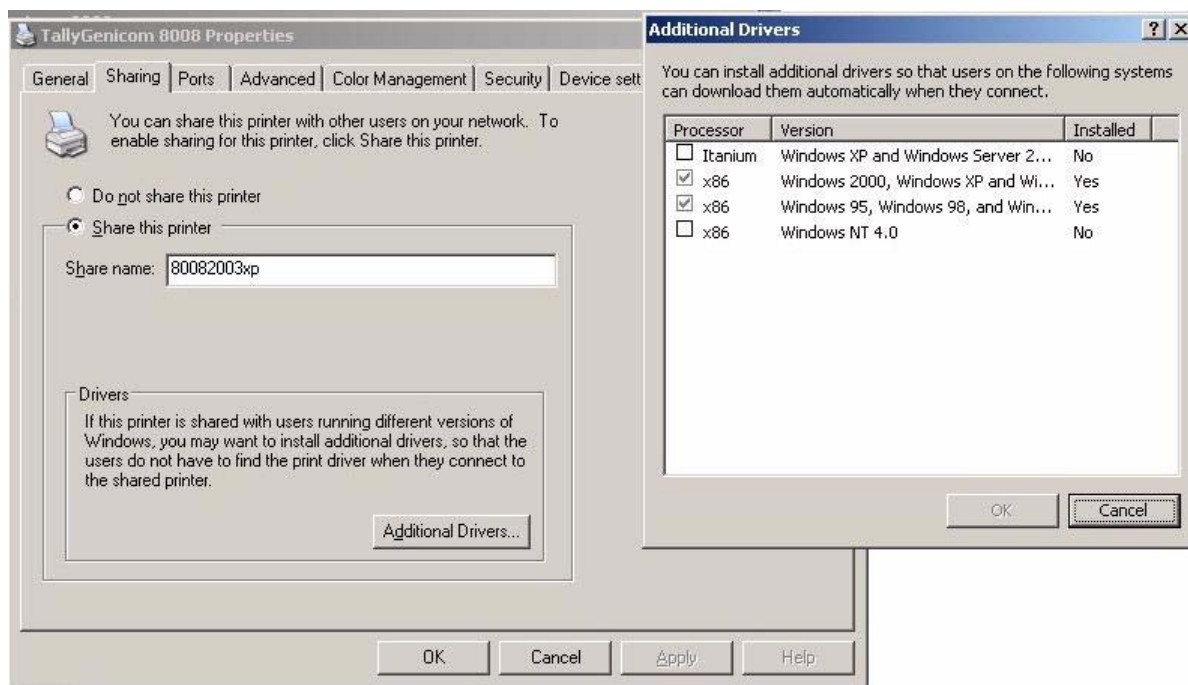 TallyGenicom 8008 Properties
General Sharing Ports Advanced Color Management Security Device sett
You can share this printer with other users on your network. To
enable sharing for this printer, click Share this printer.
Do not share this printer
Share this printer
Share name: 80082003xp
Drivers
If this printer is shared with users running different versions of
Windows, you may want to install additional drivers, so that the
users do not have to find the print driver when they connect to
the shared printer.
Additional Drivers...
OK Cancel Apply Help
Additional Drivers
You can install additional drivers so that users on the following systems
can download them automatically when they connect.
Processor Version Installed
Itanium Windows XP and Windows Server 2... No
x86 Windows 2000, Windows XP and Wi... Yes
x86 Windows 95, Windows 98, and Win... Yes
x86 Windows NT 4.0 No
OK Cancel